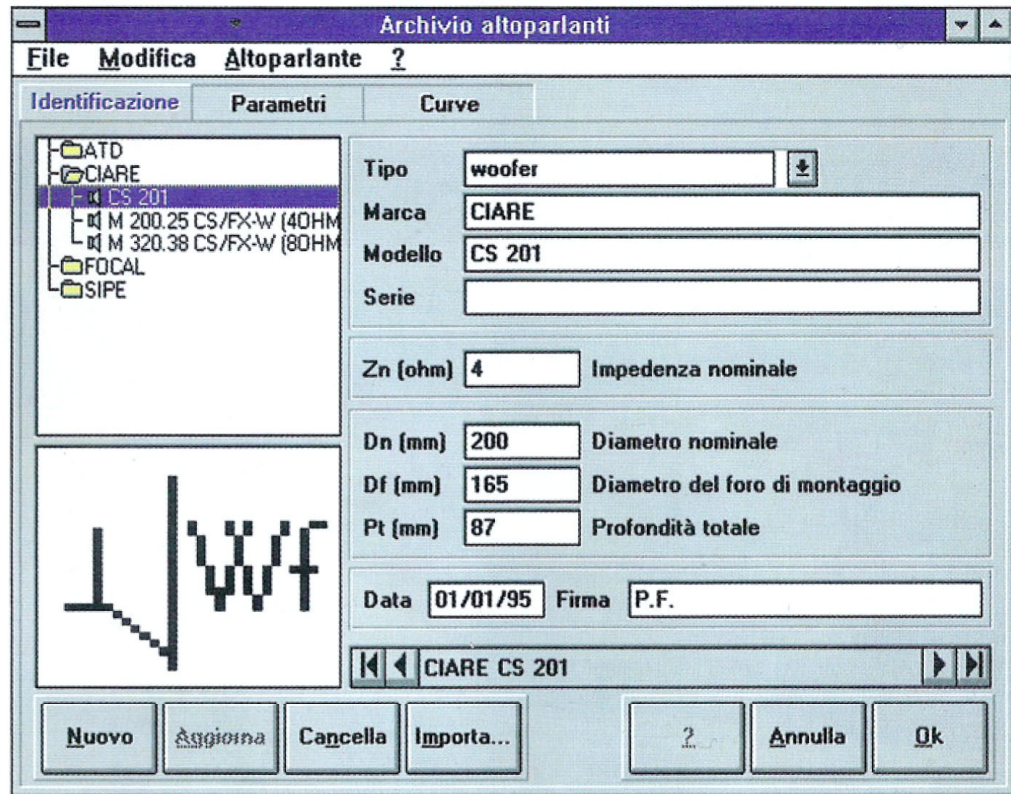 Archivio altoparlanti
File Modifica Altoparlante ?
Identificazione Parametri Curve
ATD
CIARE
CS 201
M 200.25 CS/FX-W (4OHM
M 320.38 CS/FX-W (8OHM
FOCAL
SIPE
Tipo woofer
Marca CIARE
Modello CS 201
Serie
Zn (ohm) 4 Impedenza nominale
Dn (mm) 200 Diametro nominale
Df (mm) 165 Diametro del foro di montaggio
Pt (mm) 87 Profondità totale
Wf
Data 01/01/95 Firma P.F.
CIARE CS 201
Nuovo Aggiorna Cancella Importa... ? Annulla Ok